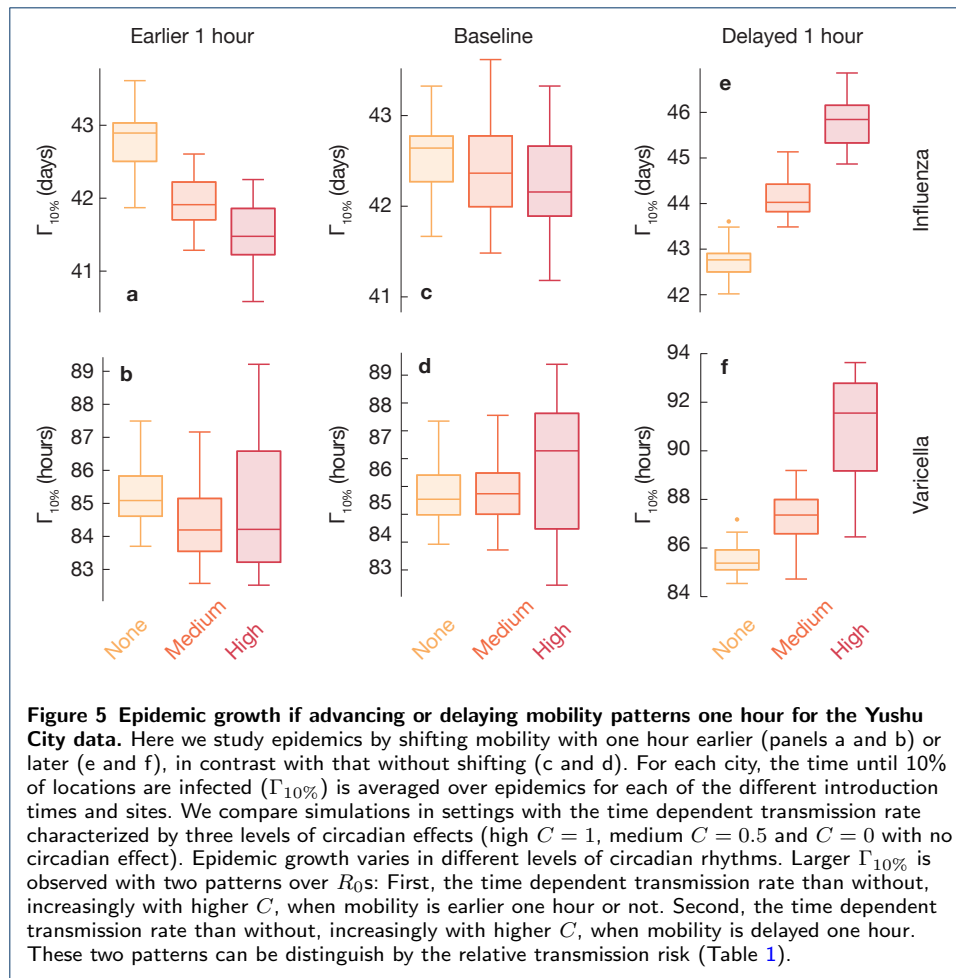 Earlier 1 hour
Baseline
Delayed 1 hour
Γ10% (days)
43
42
41
a
Γ10% (days)
43
42
41
c
Γ10% (days)
46
45
44
43
42
e
Influenza
Γ10% (hours)
89
88
87
86
85
84
83
b
Γ10% (hours)
89
88
87
86
85
84
83
d
Γ10% (hours)
94
92
90
88
86
84
f
Varicella
None
Medium
High
None
Medium
High
None
Medium
High
Figure 5 Epidemic growth if advancing or delaying mobility patterns one hour for the Yushu
City data. Here we study epidemics by shifting mobility with one hour earlier (panels a and b) or
later (e and f), in contrast with that without shifting (c and d). For each city, the time until 10%
of locations are infected (Γ10%) is averaged over epidemics for each of the different introduction
times and sites. We compare simulations in settings with the time dependent transmission rate
characterized by three levels of circadian effects (high C = 1, medium C = 0.5 and C = 0 with no
circadian effect). Epidemic growth varies in different levels of circadian rhythms. Larger Γ10% is
observed with two patterns over R0s: First, the time dependent transmission rate than without,
increasingly with higher C, when mobility is earlier one hour or not. Second, the time dependent
transmission rate than without, increasingly with higher C, when mobility is delayed one hour.
These two patterns can be distinguish by the relative transmission risk (Table 1).